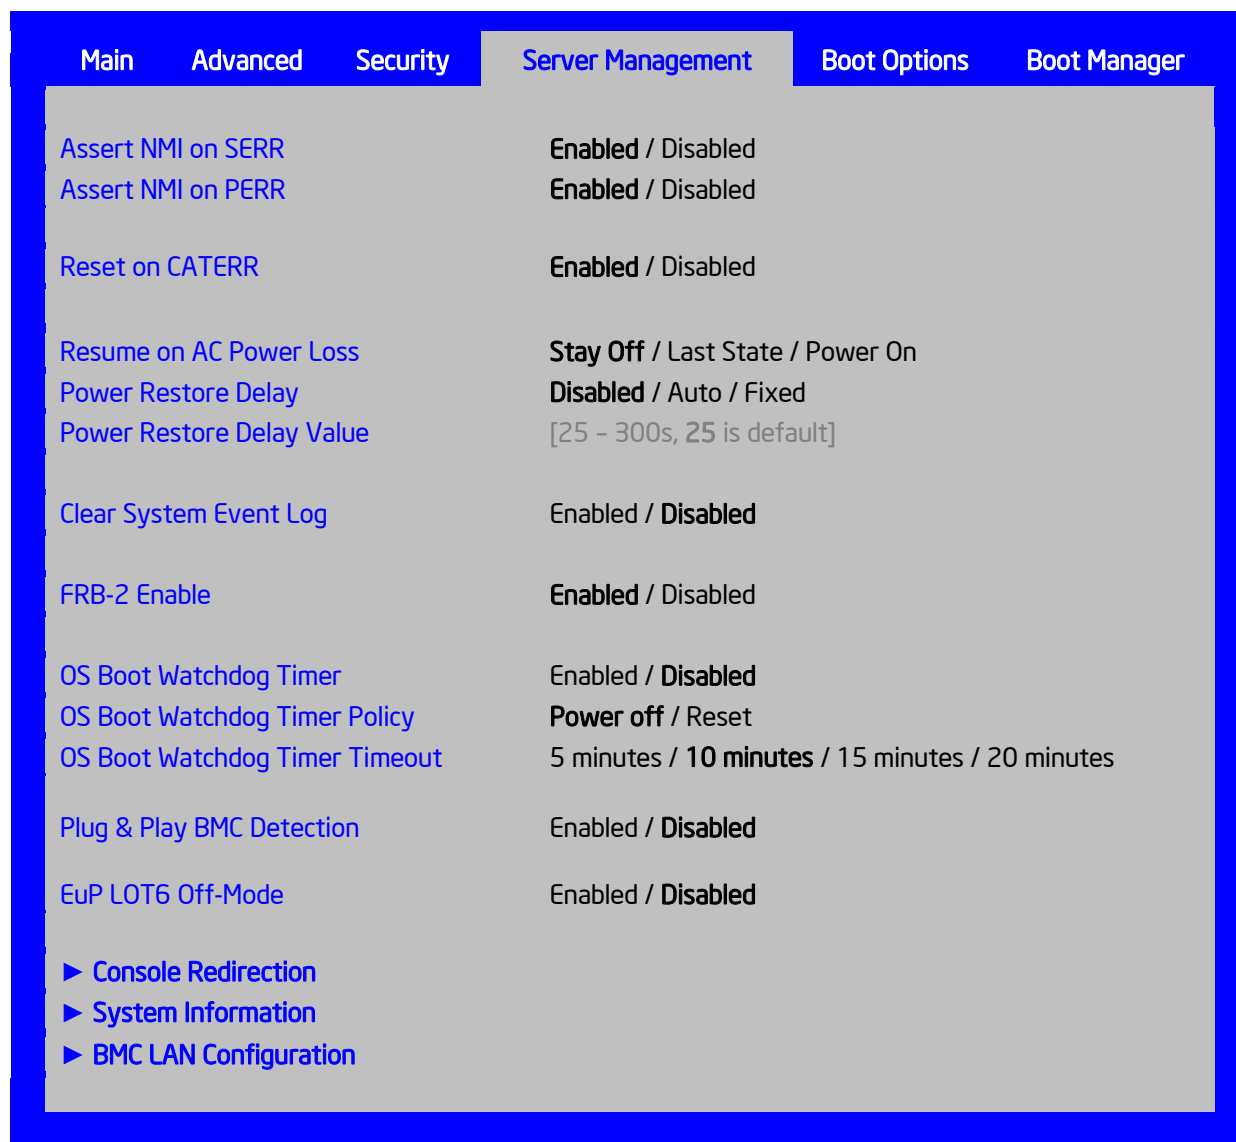 Main Advanced Security Server Management Boot Options Boot Manager
Assert NMI on SERR Enabled / Disabled
Assert NMI on PERR Enabled / Disabled
Reset on CATERR Enabled / Disabled
Resume on AC Power Loss Stay Off / Last State / Power On
Power Restore Delay Disabled / Auto / Fixed
Power Restore Delay Value [25 – 300s, 25 is default]
Clear System Event Log Enabled / Disabled
FRB-2 Enable Enabled / Disabled
OS Boot Watchdog Timer Enabled / Disabled
OS Boot Watchdog Timer Policy Power off / Reset
OS Boot Watchdog Timer Timeout 5 minutes / 10 minutes / 15 minutes / 20 minutes
Plug & Play BMC Detection Enabled / Disabled
EuP LOT6 Off-Mode Enabled / Disabled
► Console Redirection
► System Information
► BMC LAN Configuration